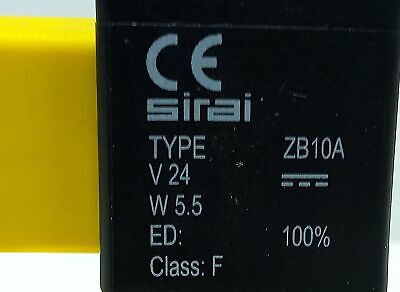 CE
sirai
TYPE ZB10A
V 24 ⎓
W 5.5
ED: 100%
Class: F